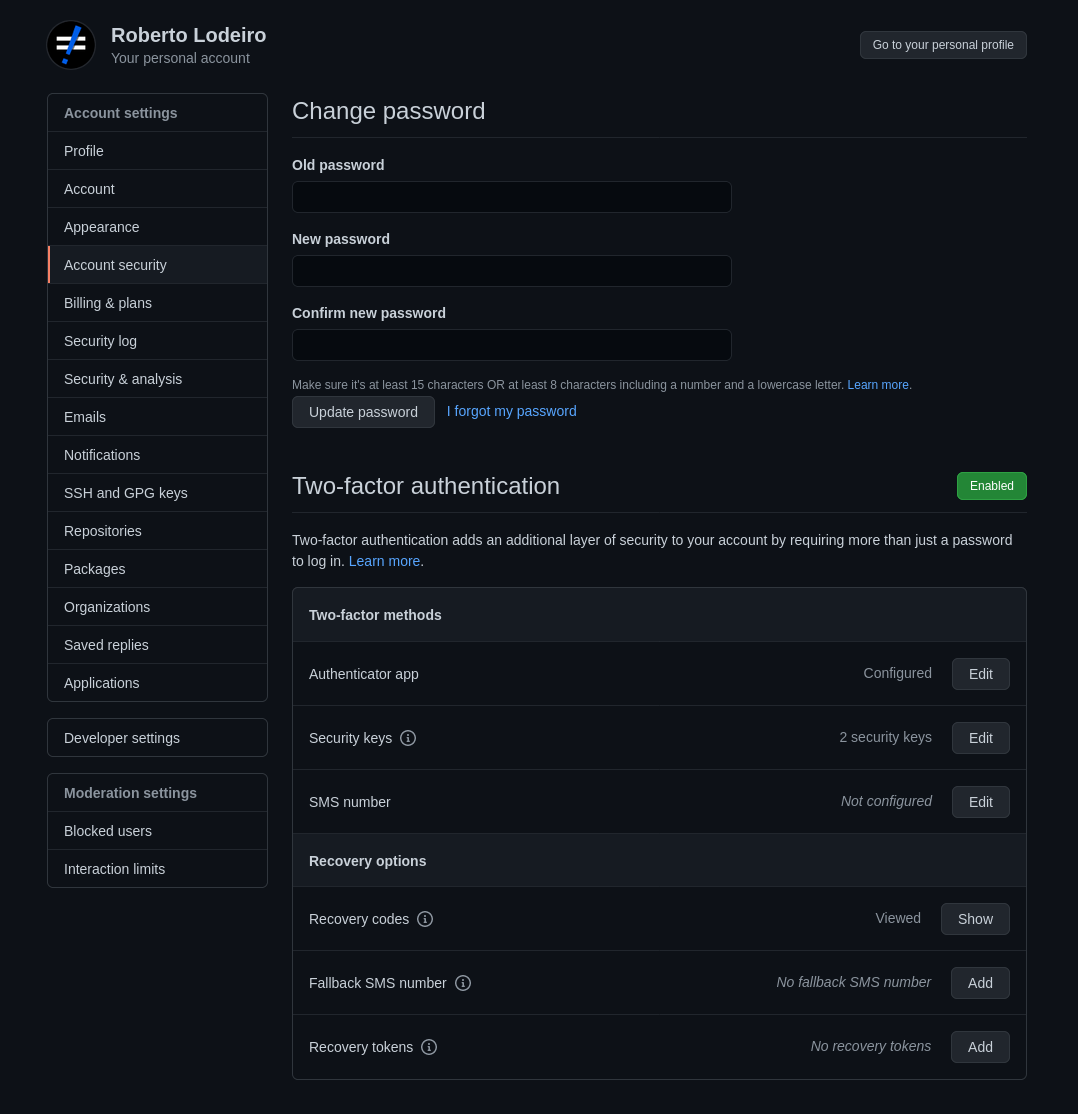 Roberto Lodeiro
Your personal account
Go to your personal profile
Account settings
Profile
Account
Appearance
Account security
Billing & plans
Security log
Security & analysis
Emails
Notifications
SSH and GPG keys
Repositories
Packages
Organizations
Saved replies
Applications
Developer settings
Moderation settings
Blocked users
Interaction limits
Change password
Old password
New password
Confirm new password
Make sure it's at least 15 characters OR at least 8 characters including a number and a lowercase letter. Learn more.
Update password I forgot my password
Two-factor authentication Enabled
Two-factor authentication adds an additional layer of security to your account by requiring more than just a password
to log in. Learn more.
Two-factor methods
Authenticator app Configured Edit
Security keys 2 security keys Edit
SMS number Not configured Edit
Recovery options
Recovery codes Viewed Show
Fallback SMS number No fallback SMS number Add
Recovery tokens No recovery tokens Add